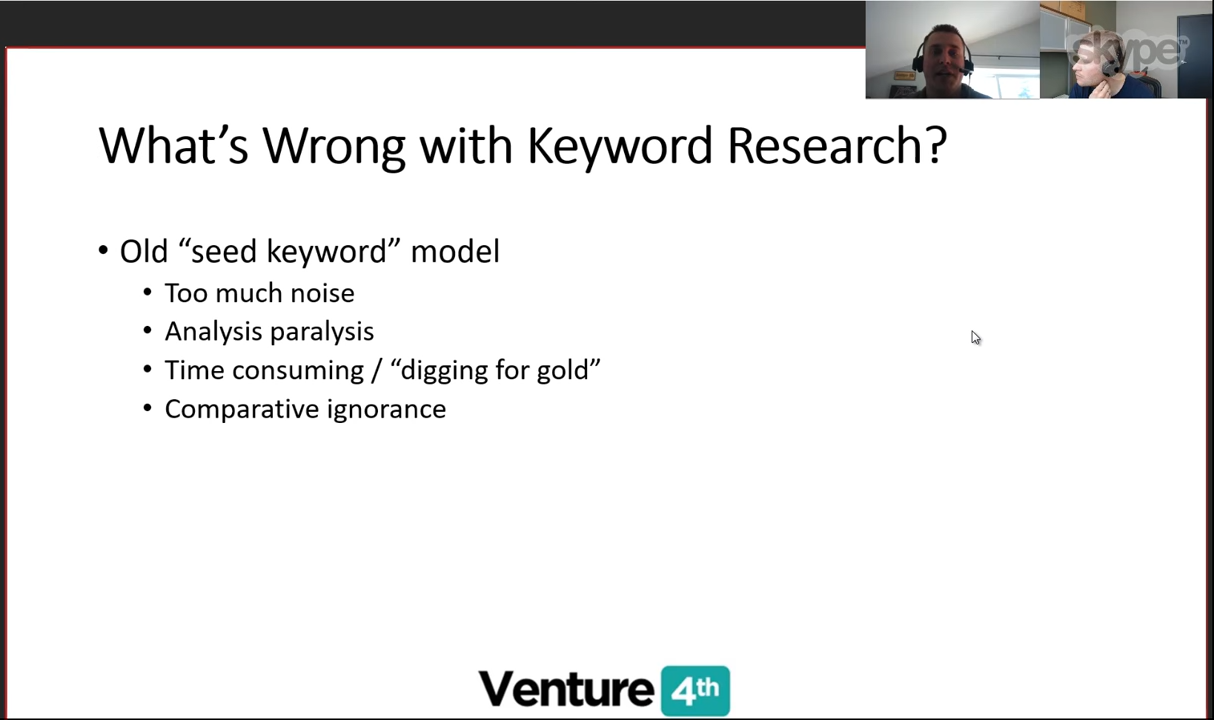 skype™
What’s Wrong with Keyword Research?
• Old “seed keyword” model
• Too much noise
• Analysis paralysis
• Time consuming / “digging for gold”
• Comparative ignorance
Venture 4th